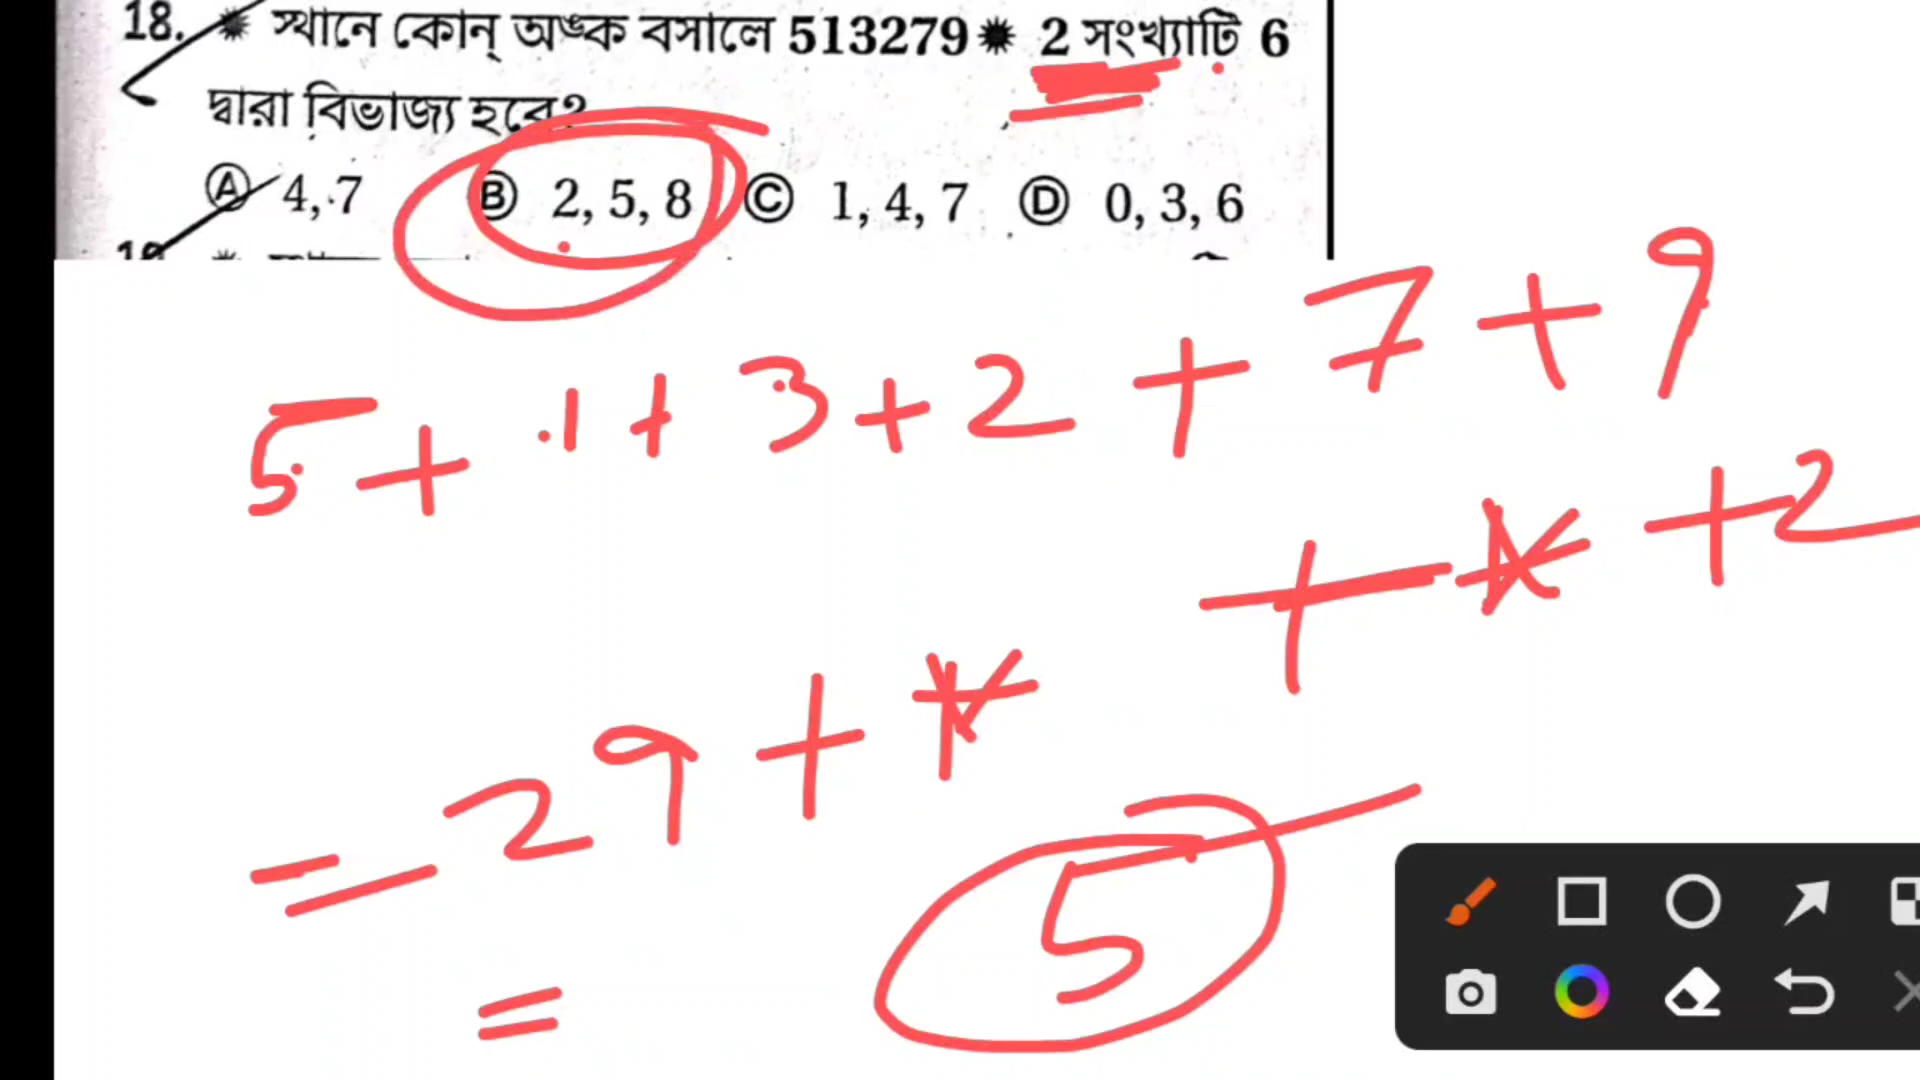 18. * স্থানে কোন্ অঙ্ক বসালে 513279* 2 সংখ্যাটি 6
দ্বারা বিভাজ্য হবে?
Ⓐ 4, 7 Ⓑ 2, 5, 8 Ⓒ 1, 4, 7 Ⓓ 0, 3, 6
5+1+3+2+7+9
+*+2
=29+*
5
=